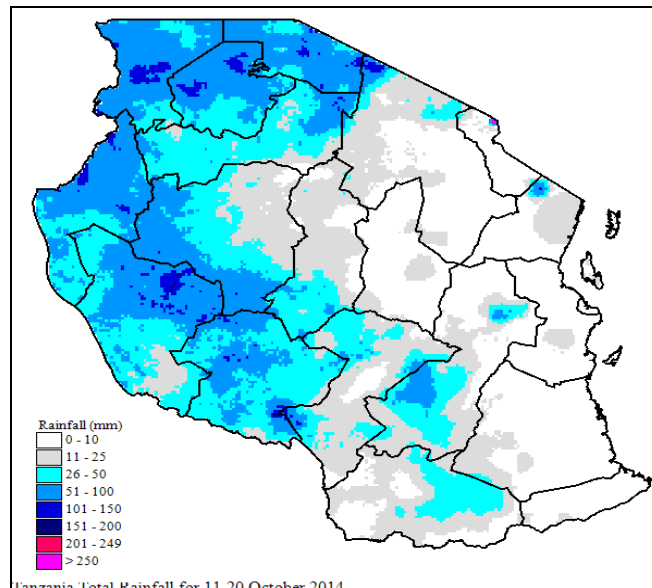 Rainfall (mm)
0 - 10
11 - 25
26 - 50
51 - 100
101 - 150
151 - 200
201 - 249
> 250
Tanzania Total Rainfall for 11-20 October 2014